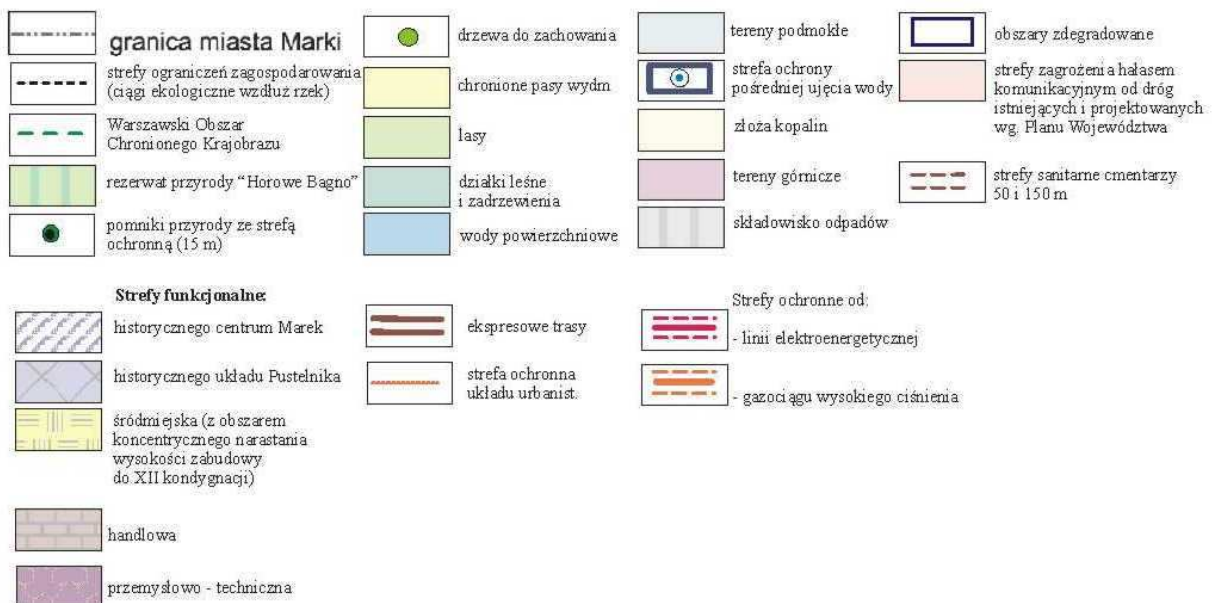 granica miasta Marki
strefy ograniczeń zagospodarowania
(ciągi ekologiczne wzdłuż rzek)
Warszawski Obszar
Chronionego Krajobrazu
rezerwat przyrody “Horowe Bagno”
pomniki przyrody ze strefą
ochronną (15 m)
drzewa do zachowania
chronione pasy wydm
lasy
działki leśne
i zadrzewienia
wody powierzchniowe
tereny podmokłe
strefa ochrony
pośredniej ujęcia wody
złoża kopalin
tereny górnicze
składowisko odpadów
obszary zdegradowane
strefy zagrożenia hałasem
komunikacyjnym od dróg
istniejących i projektowanych
wg. Planu Województwa
strefy sanitarne cmentarzy
50 i 150 m
Strefy funkcjonalne:
historycznego centrum Marek
historycznego układu Pustelnika
śródmiejska (z obszarem
koncentrycznego narastania
wysokości zabudowy
do XII kondygnacji)
handlowa
przemysłowo - techniczna
ekspresowe trasy
strefa ochronna
układu urbanist.
Strefy ochronne od:
- linii elektroenergetycznej
- gazociągu wysokiego ciśnienia